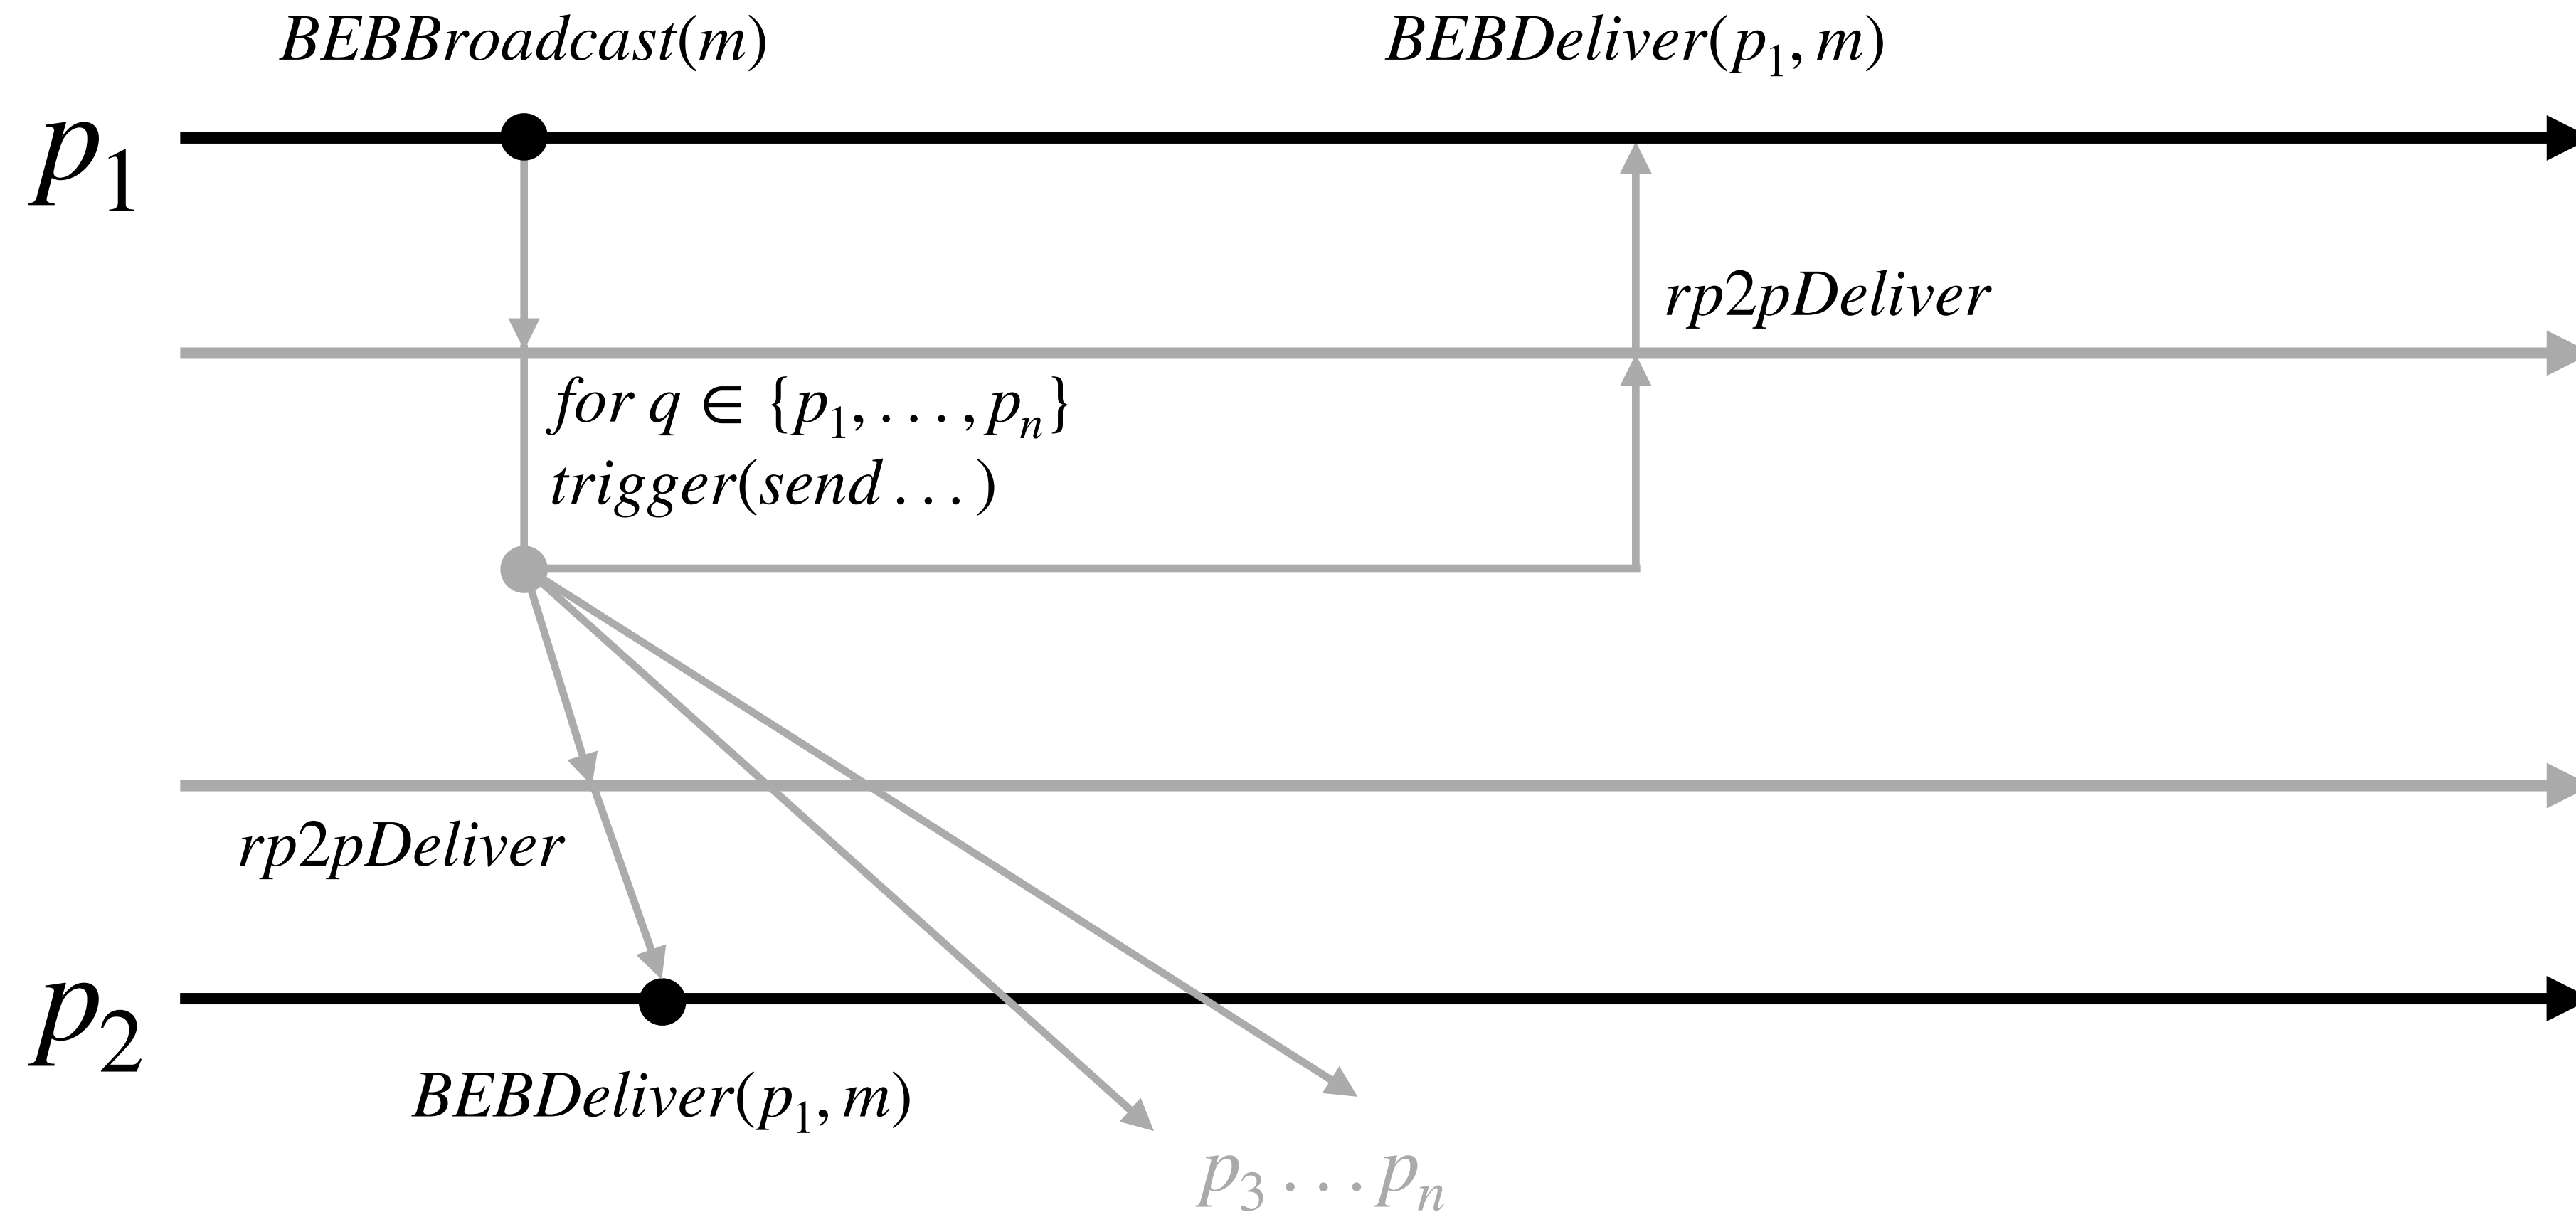 BEBBroadcast(m)
BEBDeliver(p₁, m)
p₁
rp2pDeliver
for q ∈ {p₁, . . . , pₙ}
trigger(send . . . )
rp2pDeliver
p₂
BEBDeliver(p₁, m)
p₃ . . . pₙ